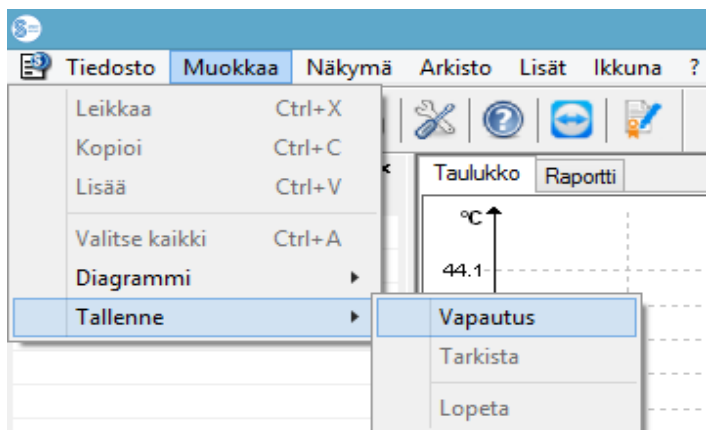 Tiedosto Muokkaa Näkymä Arkisto Lisät Ikkuna ?
Leikkaa Ctrl+X
Kopioi Ctrl+C
Lisää Ctrl+V
Valitse kaikki Ctrl+A
Diagrammi
Tallenne
Taulukko Raportti
°C
44.1
Vapautus
Tarkista
Lopeta